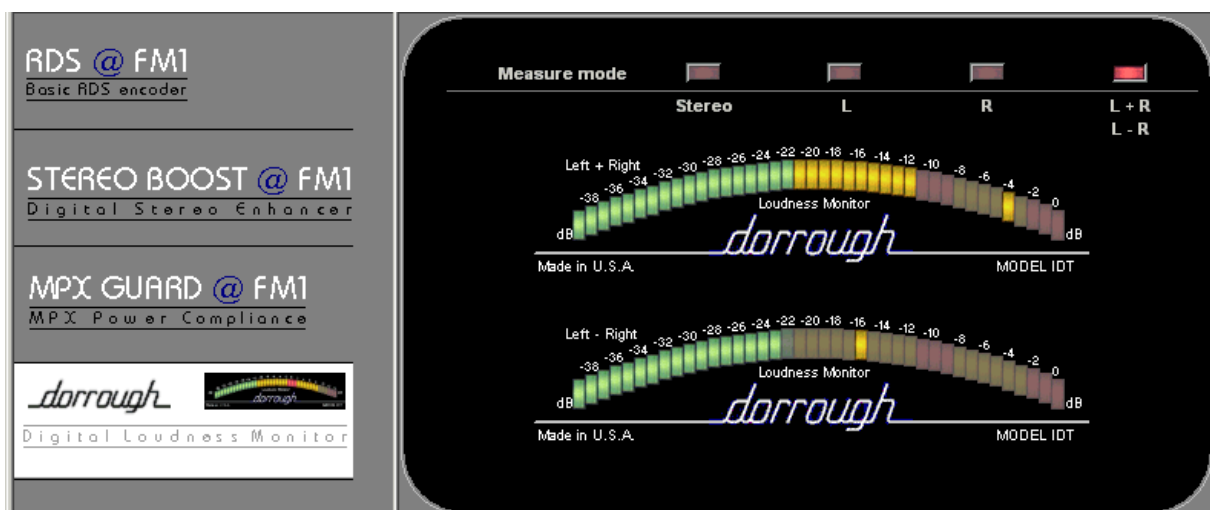 RDS @ FM1
Basic RDS encoder
STEREO BOOST @ FM1
Digital Stereo Enhancer
MPX GUARD @ FM1
MPX Power Compliance
dorrough
Digital Loudness Monitor
Measure mode
Stereo L R L + R
L - R
Left + Right
-38 -36 -34 -32 -30 -28 -26 -24 -22 -20 -18 -16 -14 -12 -10 -8 -6 -4 -2 0
Loudness Monitor
dB dorrough dB
Made in U.S.A. MODEL IDT
Left - Right
-38 -36 -34 -32 -30 -28 -26 -24 -22 -20 -18 -16 -14 -12 -10 -8 -6 -4 -2 0
Loudness Monitor
dB dorrough dB
Made in U.S.A. MODEL IDT